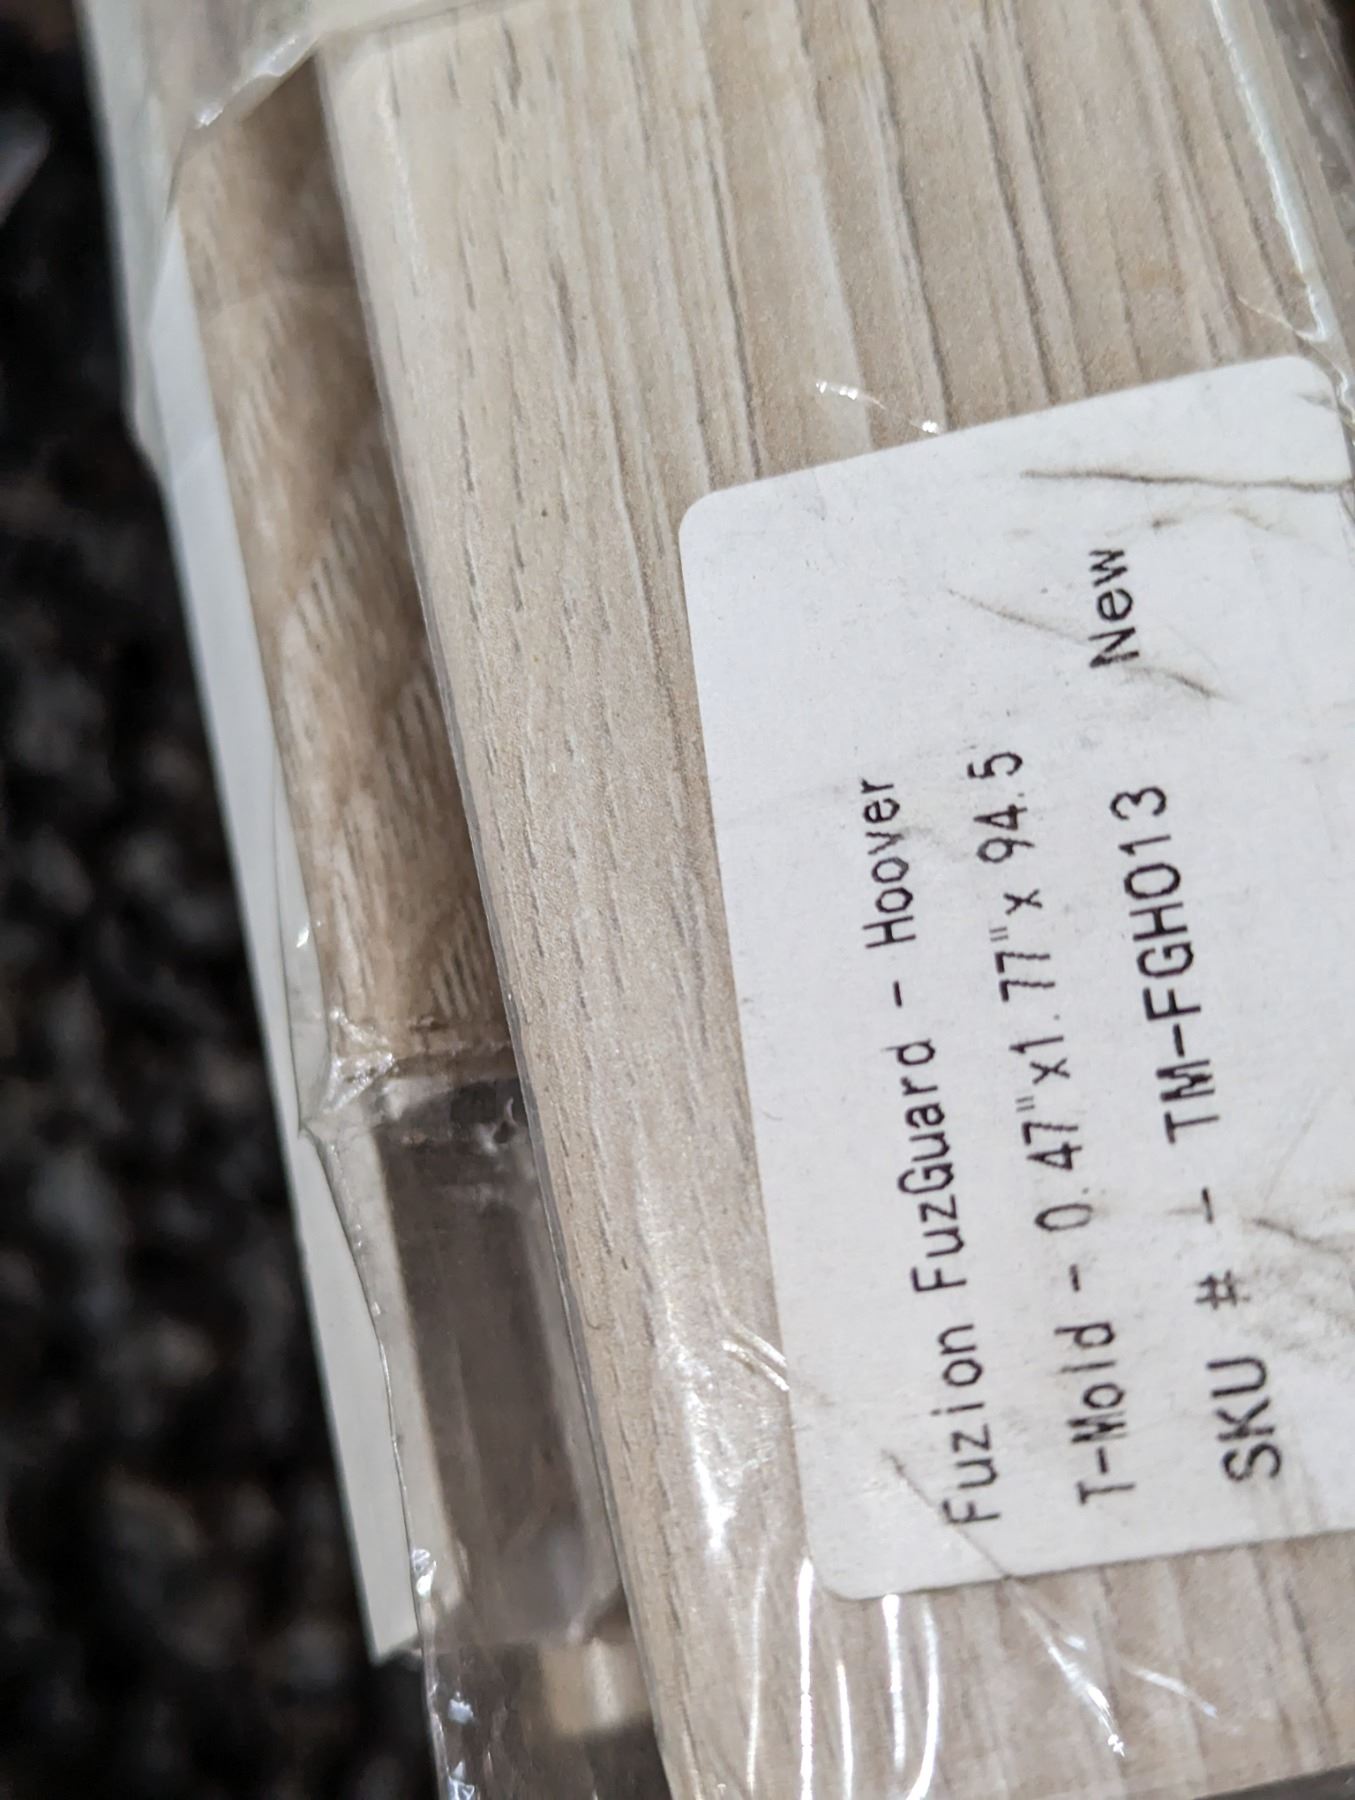 Fuzion FuzGuard - Hoover
T-Mold - 0.47"x1.77"x 94.5
SKU # - TM-FGH013 New